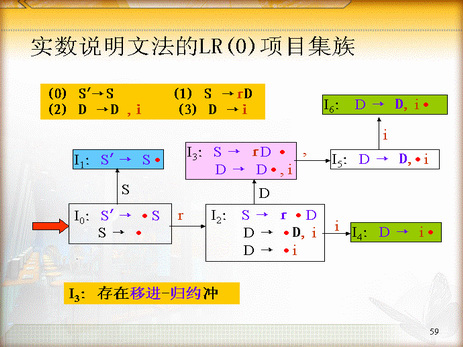 实数说明文法的LR(0)项目集族
(0) S′→S (1) S →rD
(2) D →D ,i (3) D →i
I₆: D → D,i•
i
I₁: S′→ S•
I₃: S → rD •
D → D•,i
,
I₅: D → D,•i
S
D
I₀: S′→ •S
S → •
r
I₂: S → r •D
D → •D,i
D → •i
i
I₄: D → i•
I₃: 存在移进-归约冲
59